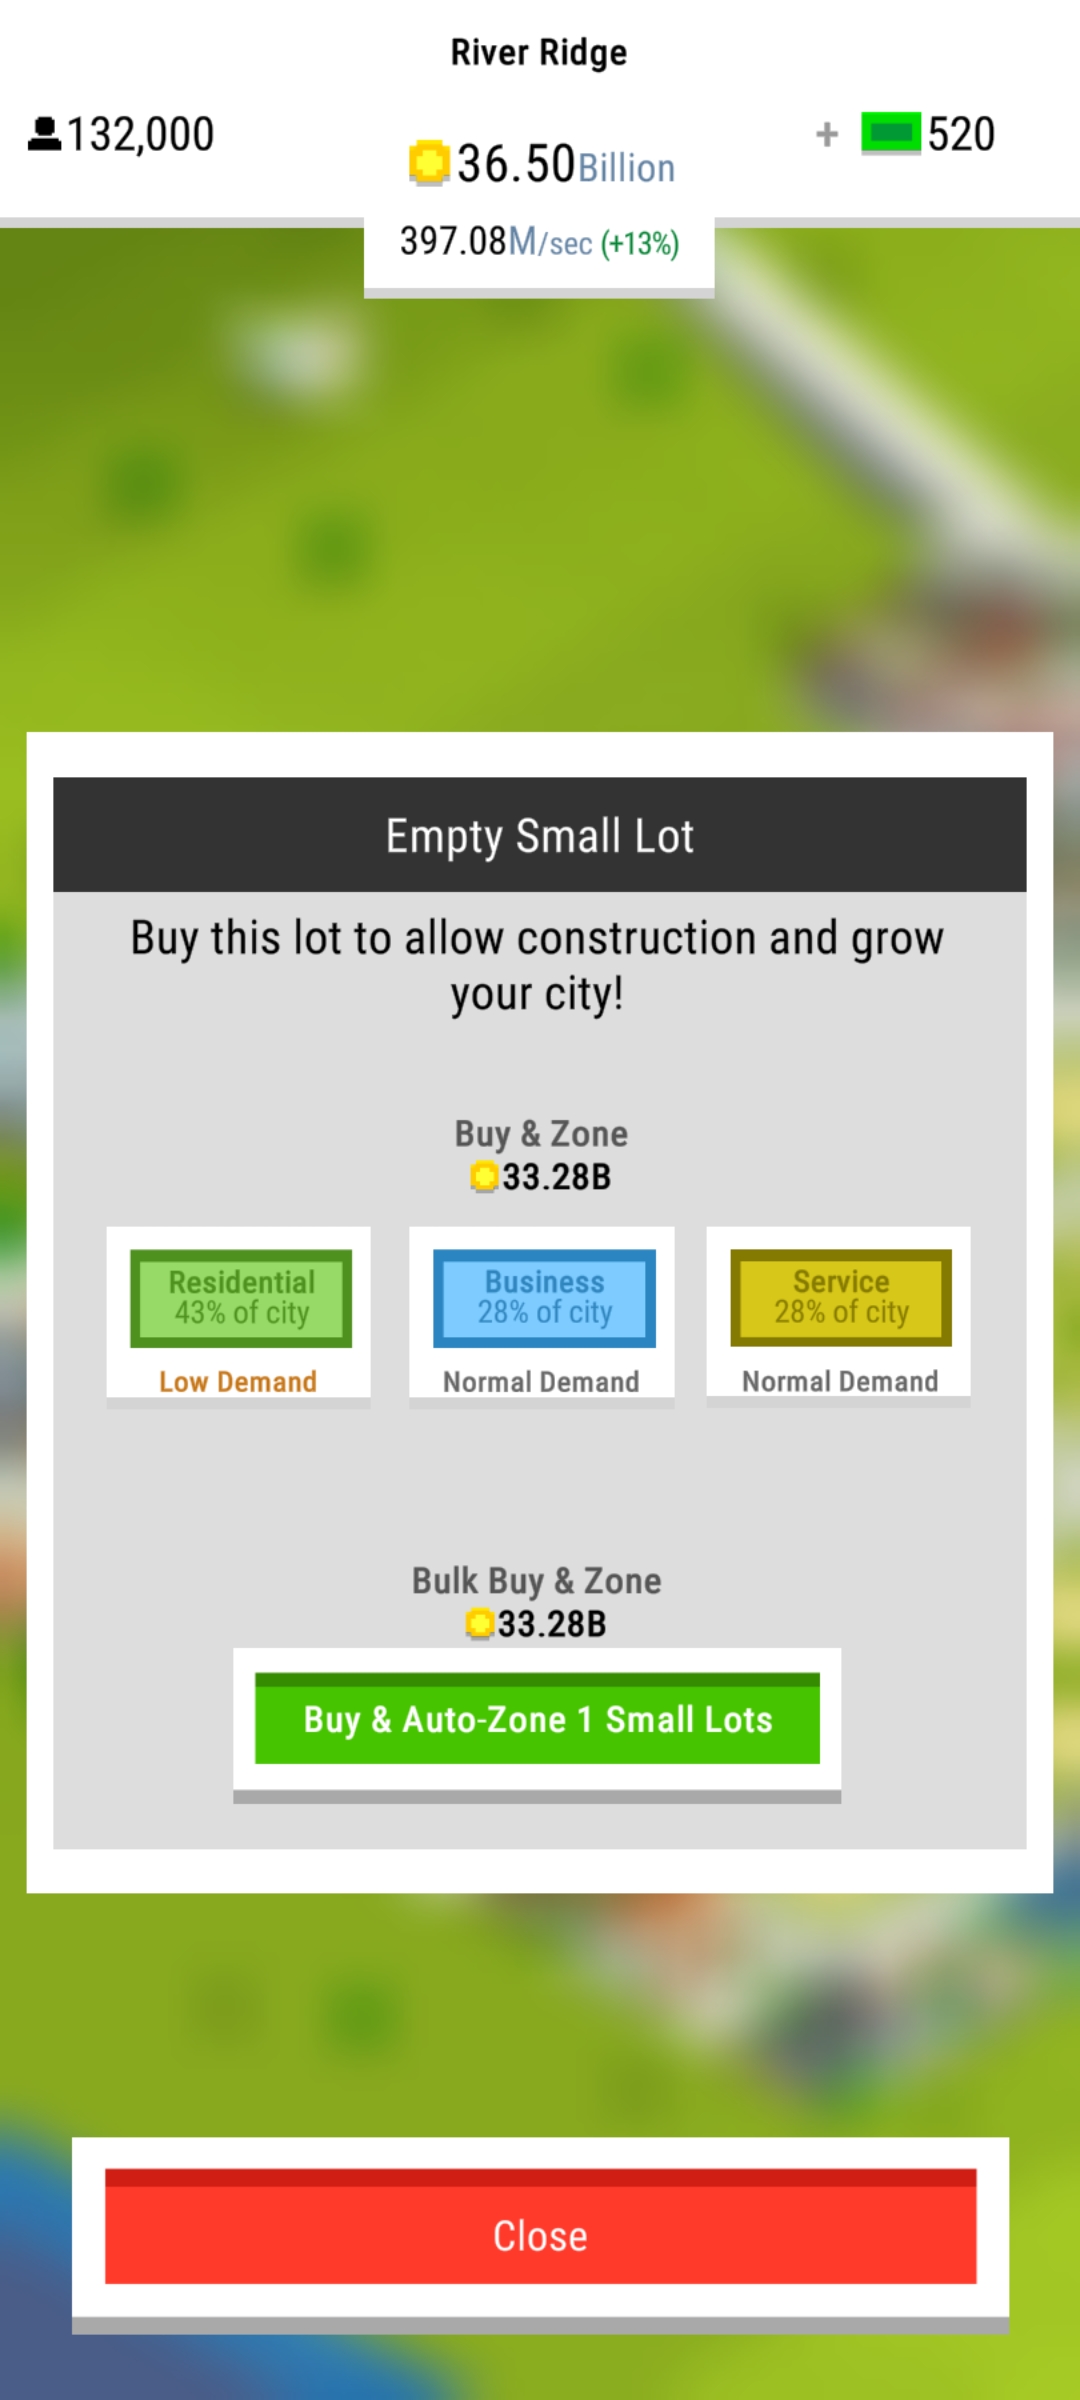 River Ridge
132,000
36.50Billion
+ 520
397.08M/sec (+13%)
Empty Small Lot
Buy this lot to allow construction and grow
your city!
Buy & Zone
33.28B
Residential
43% of city
Low Demand
Business
28% of city
Normal Demand
Service
28% of city
Normal Demand
Bulk Buy & Zone
33.28B
Buy & Auto-Zone 1 Small Lots
Close